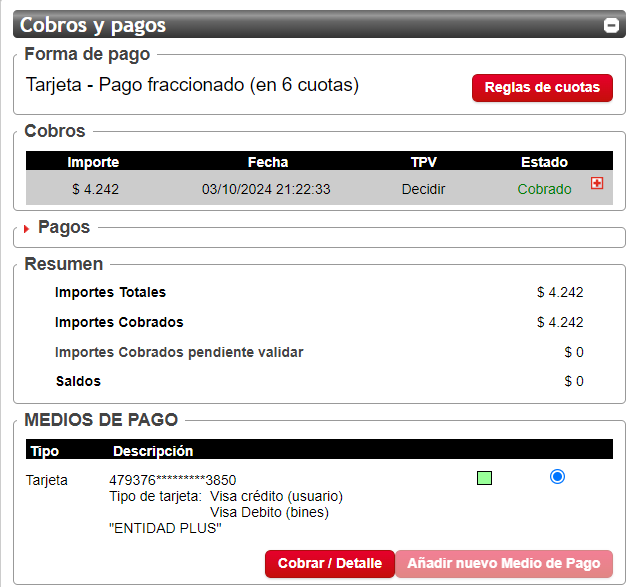 Cobros y pagos
Forma de pago
Tarjeta - Pago fraccionado (en 6 cuotas)
Reglas de cuotas
Cobros
Importe Fecha TPV Estado
$ 4.242 03/10/2024 21:22:33 Decidir Cobrado
Pagos
Resumen
Importes Totales $ 4.242
Importes Cobrados $ 4.242
Importes Cobrados pendiente validar $ 0
Saldos $ 0
MEDIOS DE PAGO
Tipo Descripción
Tarjeta 479376*********3850
Tipo de tarjeta: Visa crédito (usuario)
Visa Debito (bines)
"ENTIDAD PLUS"
Cobrar / Detalle Añadir nuevo Medio de Pago